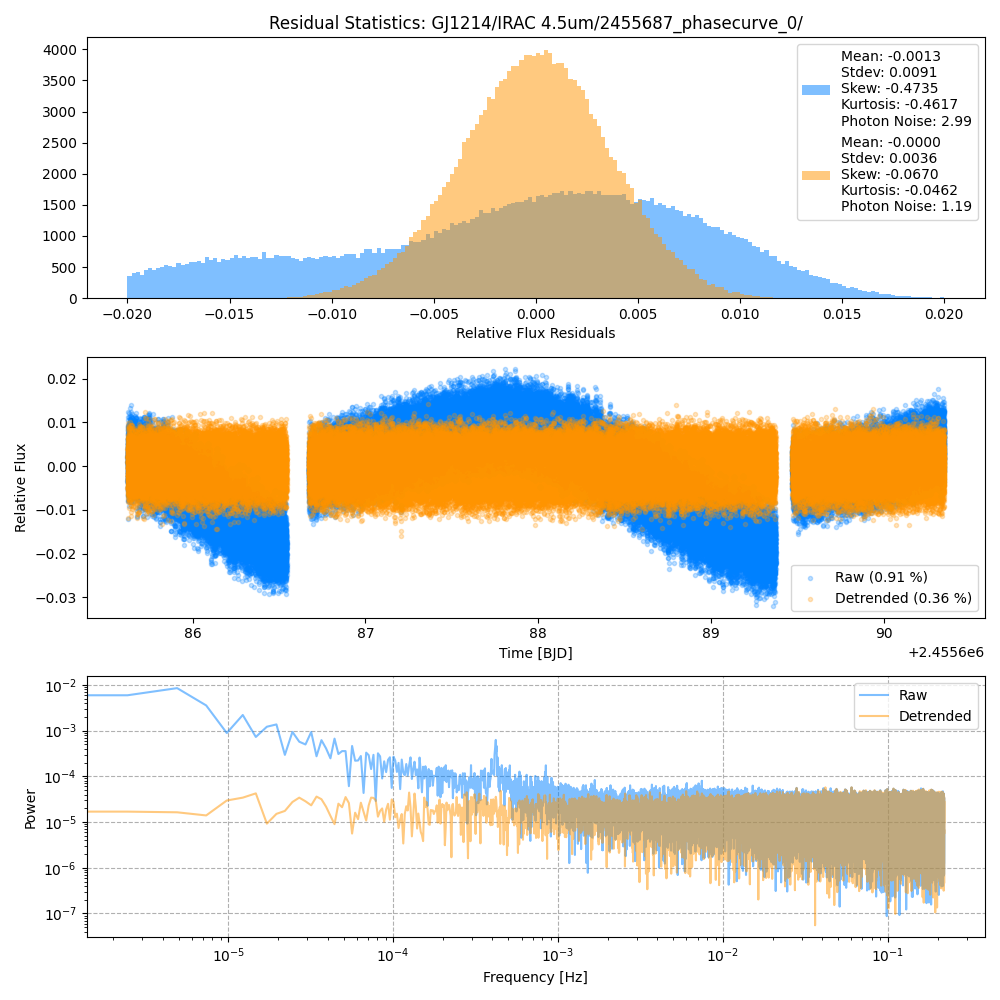 Residual Statistics: GJ1214/IRAC 4.5um/2455687_phasecurve_0/
4000
3500
3000
2500
2000
1500
1000
500
0
Mean: -0.0013
Stdev: 0.0091
Skew: -0.4735
Kurtosis: -0.4617
Photon Noise: 2.99
Mean: -0.0000
Stdev: 0.0036
Skew: -0.0670
Kurtosis: -0.0462
Photon Noise: 1.19
−0.020 −0.015 −0.010 −0.005 0.000 0.005 0.010 0.015 0.020
Relative Flux Residuals
Relative Flux
0.02
0.01
0.00
−0.01
−0.02
−0.03
Raw (0.91 %)
Detrended (0.36 %)
86 87 88 89 90
Time [BJD]
+2.4556e6
Power
10⁻²
10⁻³
10⁻⁴
10⁻⁵
10⁻⁶
10⁻⁷
Raw
Detrended
10⁻⁵ 10⁻⁴ 10⁻³ 10⁻² 10⁻¹
Frequency [Hz]